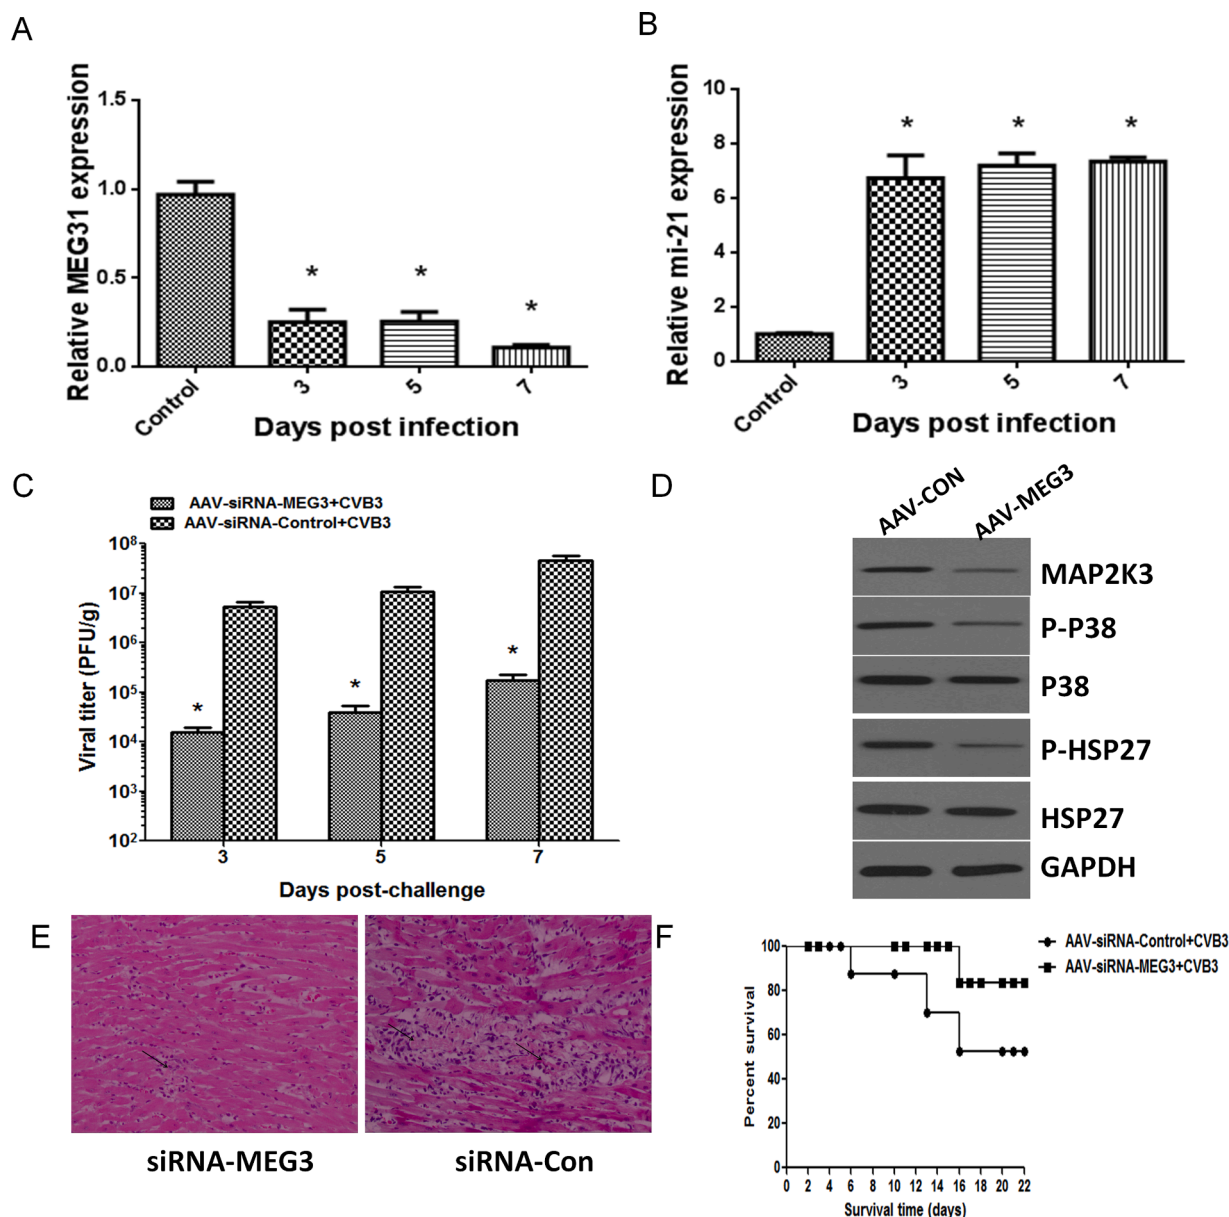 A
Relative MEG31 expression
1.5
1.0
0.5
0.0
*
*
*
Control
3
5
7
Days post infection
B
Relative mi-21 expression
10
8
6
4
2
0
*
*
*
Control
3
5
7
Days post infection
C
AAV-siRNA-MEG3+CVB3
AAV-siRNA-Control+CVB3
Viral titer (PFU/g)
10⁸
10⁷
10⁶
10⁵
10⁴
10³
10²
*
*
*
3
5
7
Days post-challenge
D
AAV-CON
AAV-MEG3
MAP2K3
P-P38
P38
P-HSP27
HSP27
GAPDH
E
siRNA-MEG3
siRNA-Con
F
AAV-siRNA-Control+CVB3
AAV-siRNA-MEG3+CVB3
Percent survival
100
80
60
40
20
0
0 2 4 6 8 10 12 14 16 18 20 22
Survival time (days)